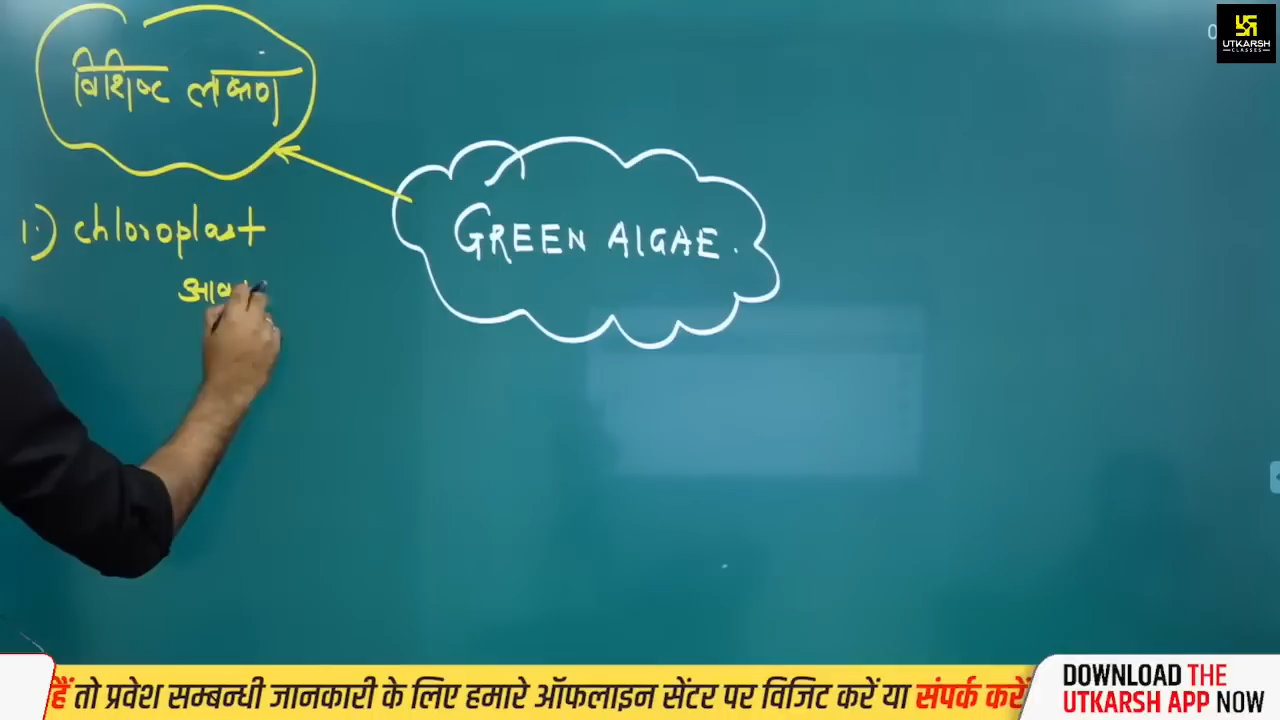 विशिष्ट लक्षण
1.) chloroplast
GREEN AlGAE.
UTKARSH
CLASSES
हैं तो प्रवेश सम्बन्धी जानकारी के लिए हमारे ऑफलाइन सेंटर पर विजिट करें या संपर्क करें
DOWNLOAD THE
UTKARSH APP NOW